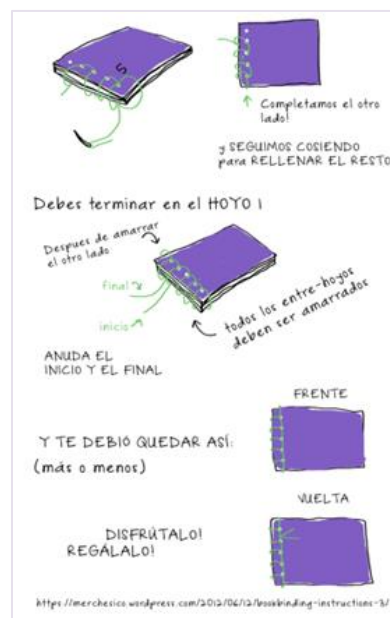 5
Completamos el otro
lado!
y SEGUIMOS COSIENDO
para RELLENAR EL RESTO
Debes terminar en el HOYO 1
Despues de amarrar
el otro lado
final
inicio
todos los entre-hoyos
deben ser amarrados
ANUDA EL
INICIO Y EL FINAL
FRENTE
Y TE DEBIÓ QUEDAR ASÍ:
(más o menos)
VUELTA
DISFRÚTALO!
REGÁLALO!
https://merchesico.wordpress.com/2012/06/12/bookbinding-instructions-3/